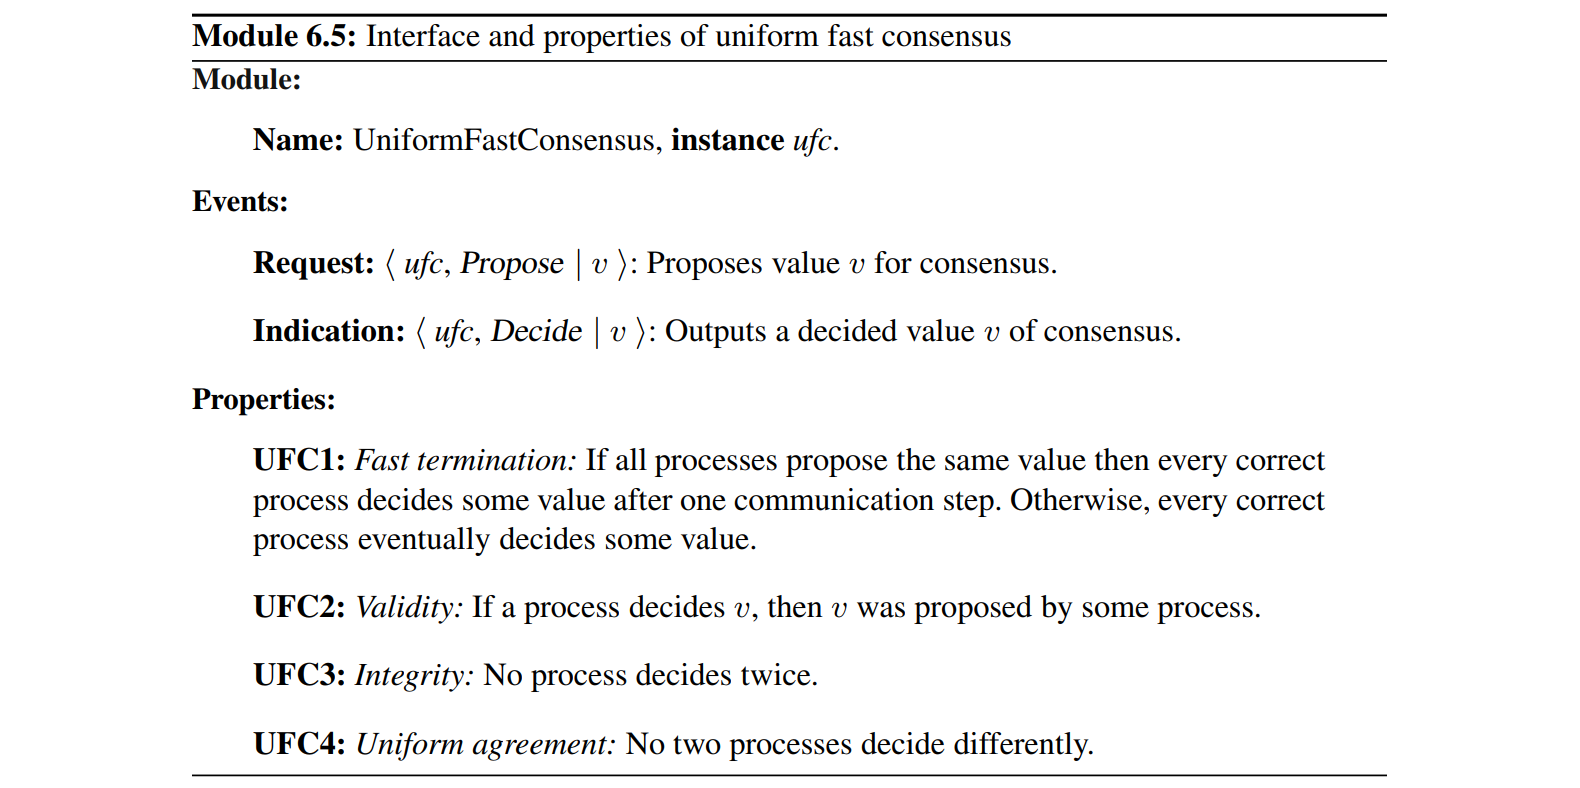 Module 6.5: Interface and properties of uniform fast consensus
Module:
Name: UniformFastConsensus, instance ufc.
Events:
Request: ⟨ ufc, Propose | v ⟩: Proposes value v for consensus.
Indication: ⟨ ufc, Decide | v ⟩: Outputs a decided value v of consensus.
Properties:
UFC1: Fast termination: If all processes propose the same value then every correct
process decides some value after one communication step. Otherwise, every correct
process eventually decides some value.
UFC2: Validity: If a process decides v, then v was proposed by some process.
UFC3: Integrity: No process decides twice.
UFC4: Uniform agreement: No two processes decide differently.